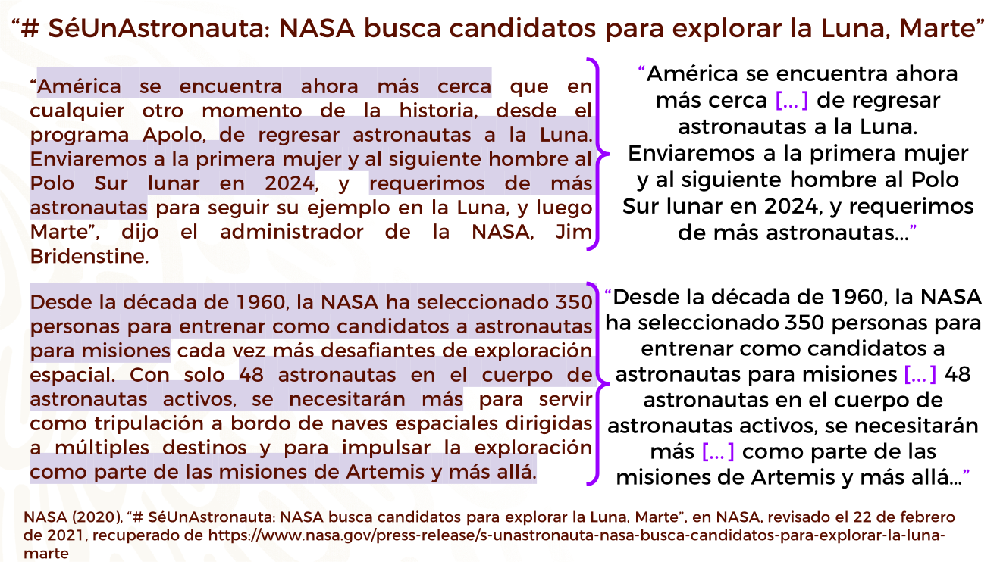 “# SéUnAstronauta: NASA busca candidatos para explorar la Luna, Marte”
“América se encuentra ahora más cerca que en
cualquier otro momento de la historia, desde el
programa Apolo, de regresar astronautas a la Luna.
Enviaremos a la primera mujer y al siguiente hombre al
Polo Sur lunar en 2024, y requerimos de más
astronautas para seguir su ejemplo en la Luna, y luego
Marte”, dijo el administrador de la NASA, Jim
Bridenstine.
“América se encuentra ahora
más cerca [...] de regresar
astronautas a la Luna.
Enviaremos a la primera mujer
y al siguiente hombre al Polo
Sur lunar en 2024, y requerimos
de más astronautas...”
Desde la década de 1960, la NASA ha seleccionado 350
personas para entrenar como candidatos a astronautas
para misiones cada vez más desafiantes de exploración
espacial. Con solo 48 astronautas en el cuerpo de
astronautas activos, se necesitarán más para servir
como tripulación a bordo de naves espaciales dirigidas
a múltiples destinos y para impulsar la exploración
como parte de las misiones de Artemis y más allá.
“Desde la década de 1960, la NASA
ha seleccionado 350 personas para
entrenar como candidatos a
astronautas para misiones [...] 48
astronautas en el cuerpo de
astronautas activos, se necesitarán
más [...] como parte de las
misiones de Artemis y más allá...”
NASA (2020), “# SéUnAstronauta: NASA busca candidatos para explorar la Luna, Marte”, en NASA, revisado el 22 de febrero
de 2021, recuperado de https://www.nasa.gov/press-release/s-unastronauta-nasa-busca-candidatos-para-explorar-la-luna-
marte